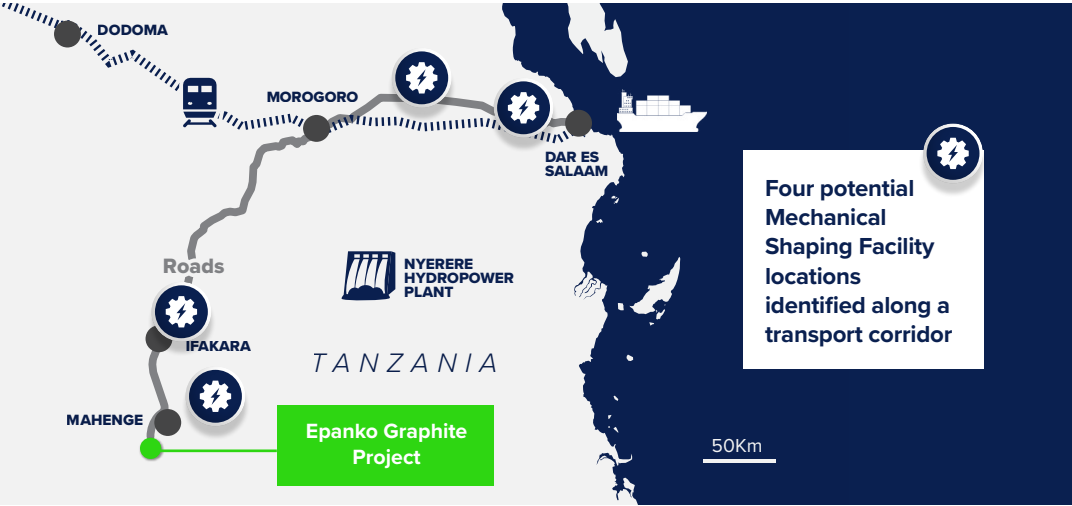 DODOMA
MOROGORO
DAR ES
SALAAM
Four potential
Mechanical
Shaping Facility
locations
identified along a
transport corridor
Roads
NYERERE
HYDROPOWER
PLANT
IFAKARA
TANZANIA
MAHENGE
Epanko Graphite
Project
50Km